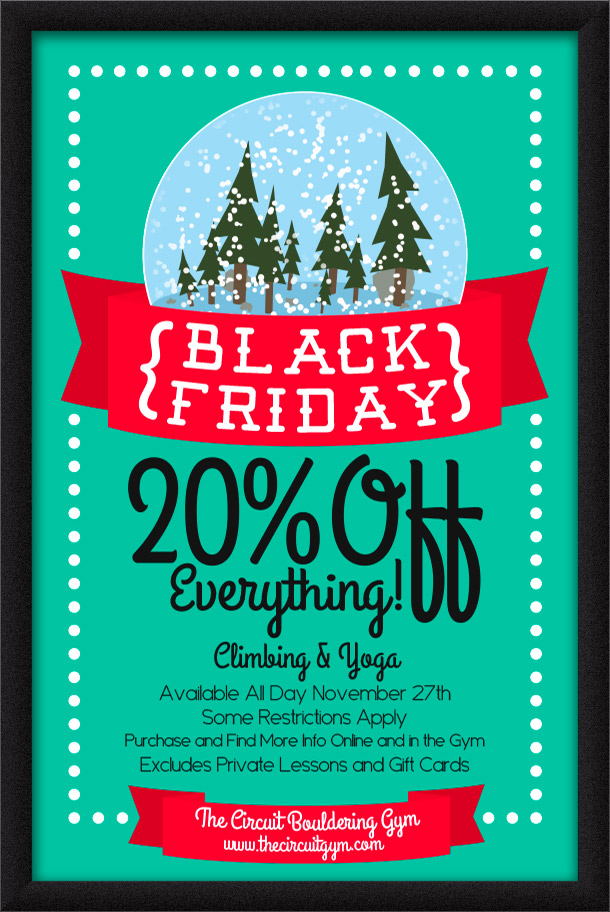 {BLACK
FRIDAY}
20% Off
Everything!
Climbing & Yoga
Available All Day November 27th
Some Restrictions Apply
Purchase and Find More Info Online and in the Gym
Excludes Private Lessons and Gift Cards
The Circuit Bouldering Gym
www.thecircuitgym.com